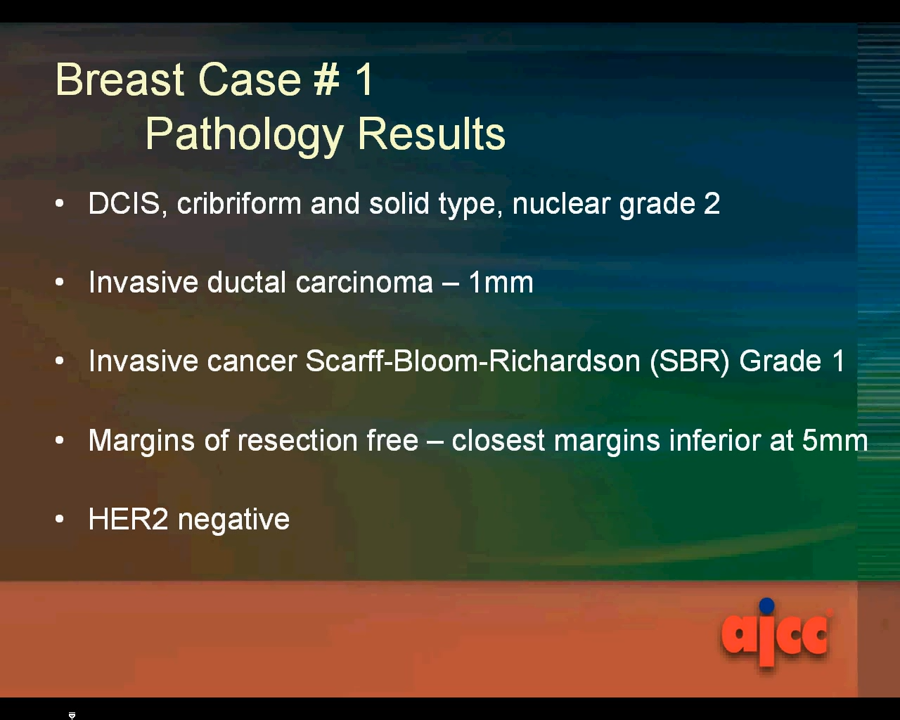 Breast Case # 1
Pathology Results
• DCIS, cribriform and solid type, nuclear grade 2
• Invasive ductal carcinoma – 1mm
• Invasive cancer Scarff-Bloom-Richardson (SBR) Grade 1
• Margins of resection free – closest margins inferior at 5mm
• HER2 negative
ajcc